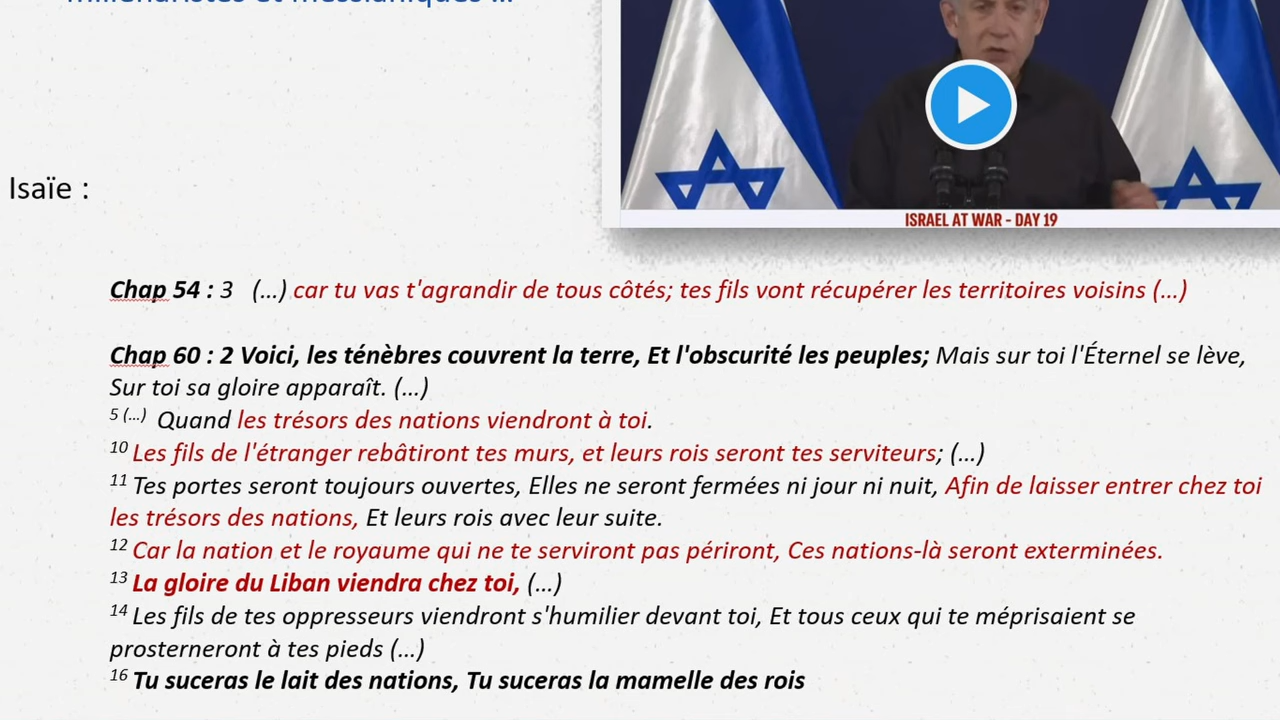 millénaristes et messianiques ...
ISRAEL AT WAR - DAY 19
Isaïe :
Chap 54 : 3 (...) car tu vas t'agrandir de tous côtés; tes fils vont récupérer les territoires voisins (...)
Chap 60 : 2 Voici, les ténèbres couvrent la terre, Et l'obscurité les peuples; Mais sur toi l'Éternel se lève,
Sur toi sa gloire apparaît. (...)
5 (...) Quand les trésors des nations viendront à toi.
10 Les fils de l'étranger rebâtiront tes murs, et leurs rois seront tes serviteurs; (...)
11 Tes portes seront toujours ouvertes, Elles ne seront fermées ni jour ni nuit, Afin de laisser entrer chez toi
les trésors des nations, Et leurs rois avec leur suite.
12 Car la nation et le royaume qui ne te serviront pas périront, Ces nations-là seront exterminées.
13 La gloire du Liban viendra chez toi, (...)
14 Les fils de tes oppresseurs viendront s'humilier devant toi, Et tous ceux qui te méprisaient se
prosterneront à tes pieds (...)
16 Tu suceras le lait des nations, Tu suceras la mamelle des rois